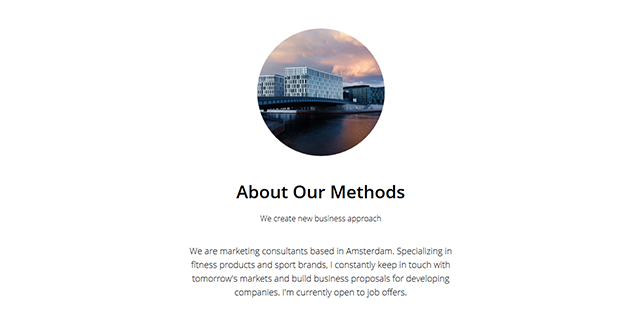 About Our Methods
We create new business approach
We are marketing consultants based in Amsterdam. Specializing in
fitness products and sport brands, I constantly keep in touch with
tomorrow's markets and build business proposals for developing
companies. I'm currently open to job offers.